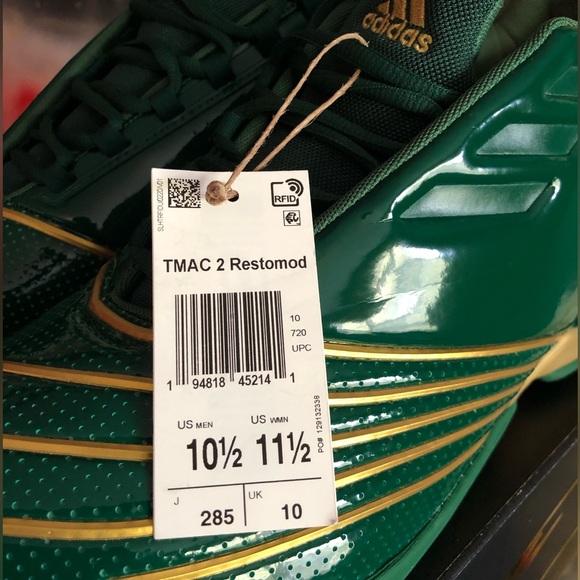 adidas
SLHTRFIDU0220A01
RFID
TMAC 2 Restomod
10
720
UPC
1 94818 45214 1
US MEN US WMN
10½ 11½
PO# 129132338
J UK
285 10